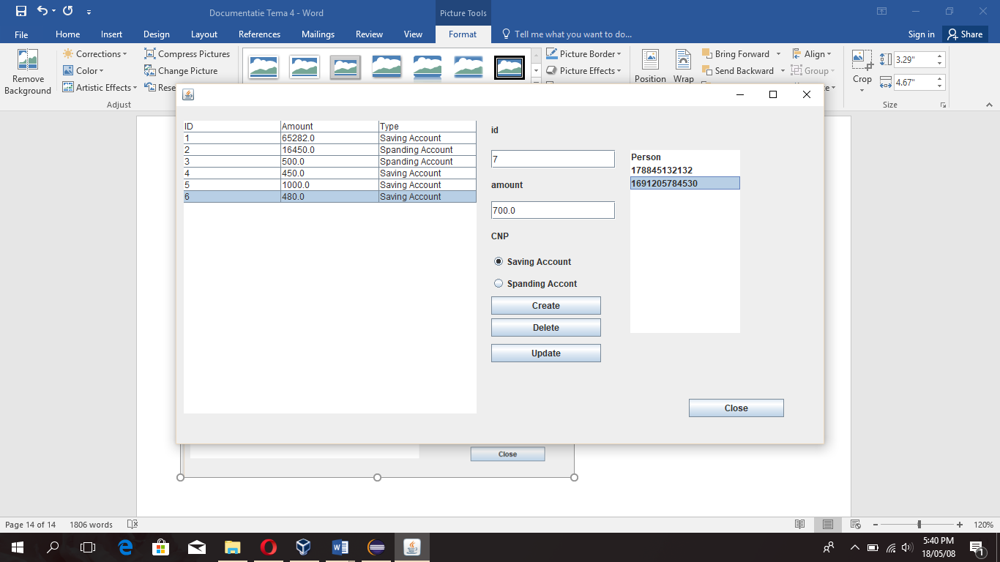 Documentatie Tema 4 - Word
Picture Tools
File Home Insert Design Layout References Mailings Review View Format Tell me what you want to do... Sign in Share
Remove Background
Corrections
Color
Artistic Effects
Compress Pictures
Change Picture
Adjust
Picture Border
Picture Effects
Position
Wrap
Bring Forward
Send Backward
Align
Group
Crop
3.29"
4.67"
Size
ID Amount Type
1 65282.0 Saving Account
2 16450.0 Spanding Account
3 500.0 Spanding Account
4 450.0 Saving Account
5 1000.0 Saving Account
6 480.0 Saving Account
id
7
amount
700.0
CNP
Saving Account
Spanding Accont
Create
Delete
Update
Person
178845132132
1691205784530
Close
Close
Page 14 of 14 1806 words 120%
5:40 PM
18/05/08
1